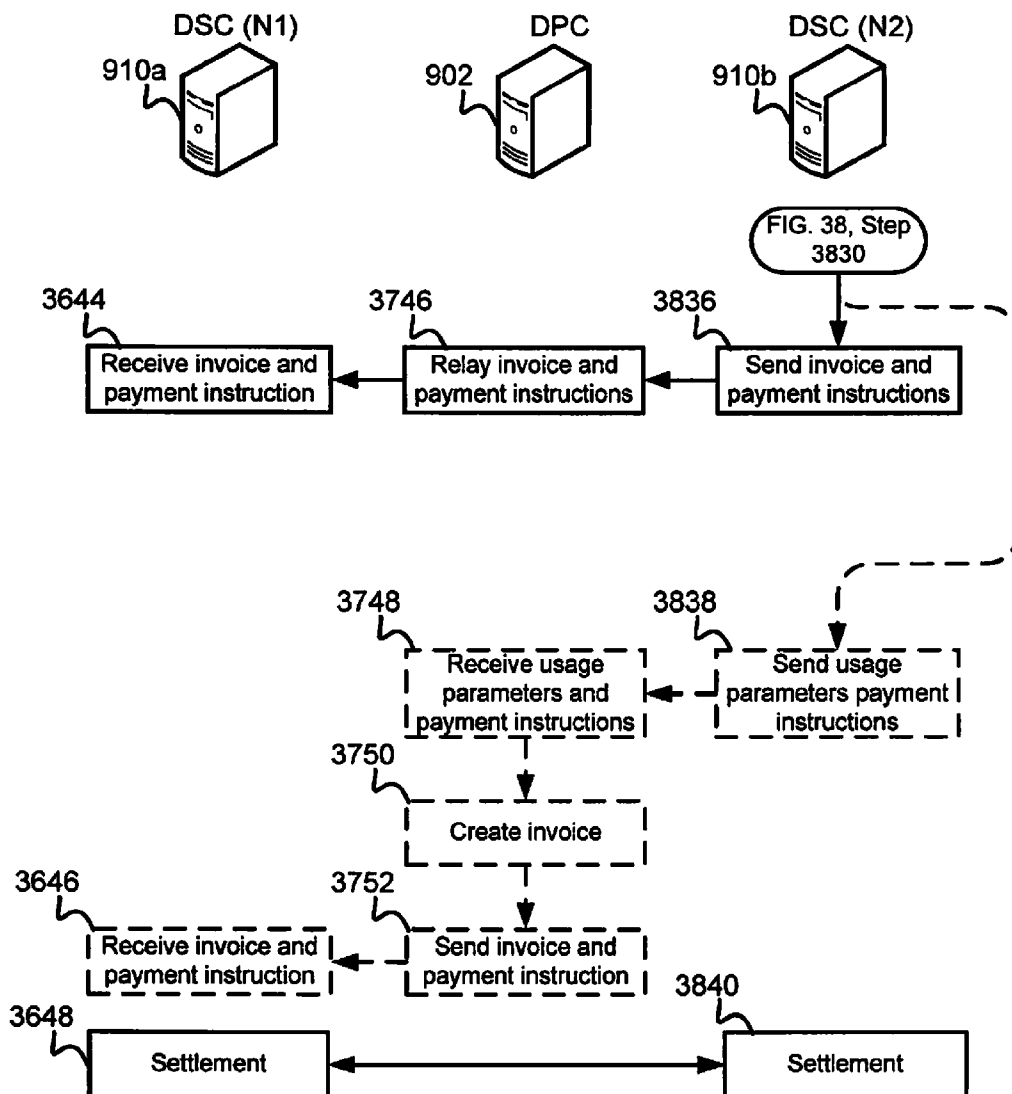 DSC (N1)
DPC
DSC (N2)
910a
902
910b
FIG. 38, Step
3830
3644
3746
3836
Receive invoice and
payment instruction
Relay invoice and
payment instructions
Send invoice and
payment instructions
3748
3838
Receive usage
parameters and
payment instructions
Send usage
parameters payment
instructions
3750
Create invoice
3646
3752
Receive invoice and
payment instruction
Send invoice and
payment instruction
3648
3840
Settlement
Settlement